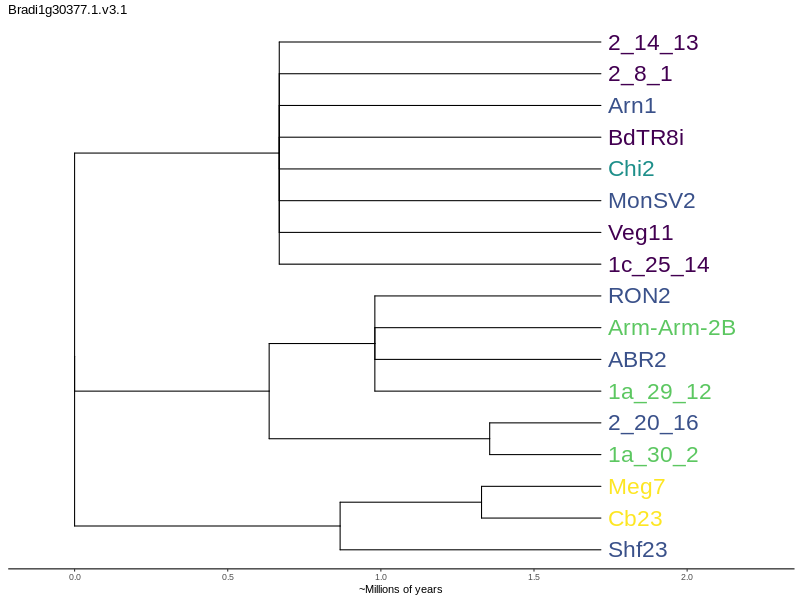 Bradi1g30377.1.v3.1
2_14_13
2_8_1
Arn1
BdTR8i
Chi2
MonSV2
Veg11
1c_25_14
RON2
Arm-Arm-2B
ABR2
1a_29_12
2_20_16
1a_30_2
Meg7
Cb23
Shf23
0.0 0.5 1.0 1.5 2.0
~Millions of years